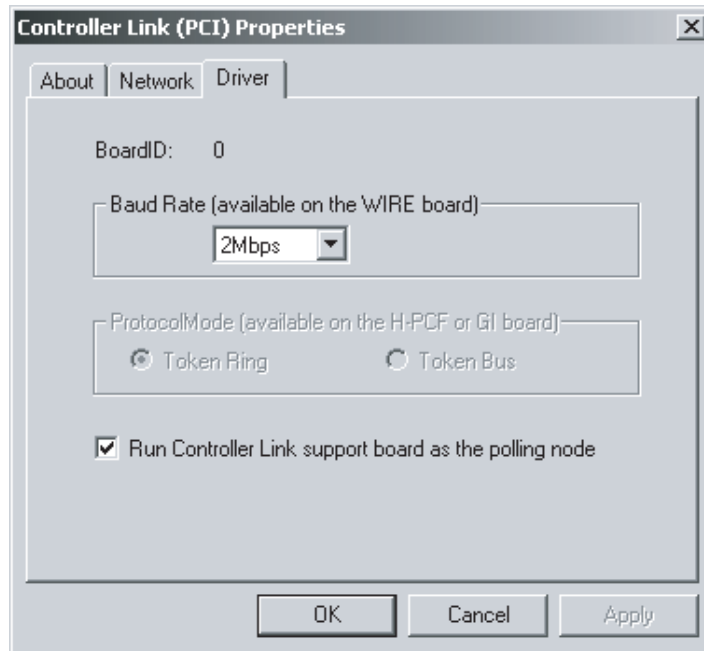 Controller Link (PCI) Properties
About Network Driver
BoardID: 0
Baud Rate (available on the WIRE board)
2Mbps
ProtocolMode (available on the H-PCF or GI board)
Token Ring Token Bus
Run Controller Link support board as the polling node
OK Cancel Apply